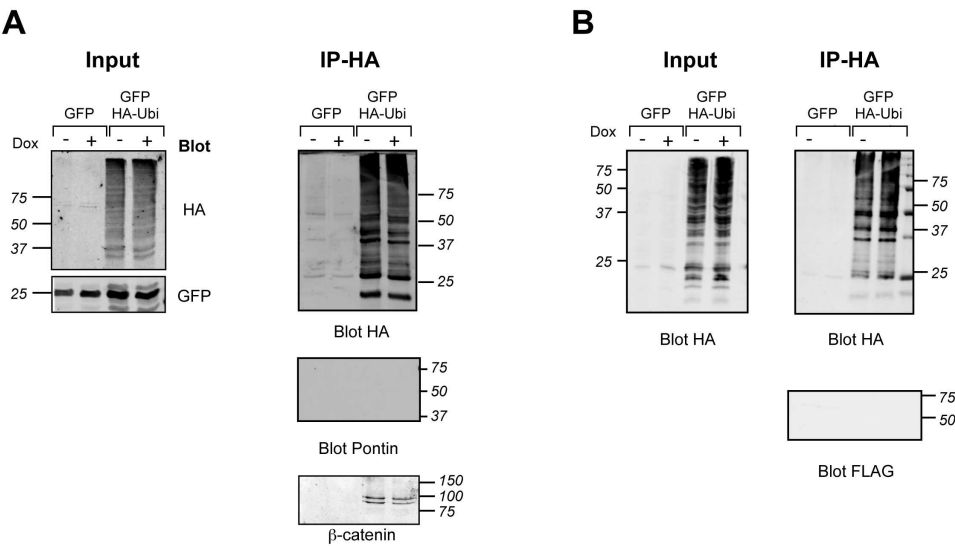 A
Input
GFP
GFP
HA-Ubi
Dox
- + - +
Blot
75
50
37
HA
25
GFP
IP-HA
GFP
GFP
HA-Ubi
- + - +
75
50
37
25
Blot HA
75
50
37
Blot Pontin
150
100
75
β-catenin
B
Input
GFP
GFP
HA-Ubi
Dox
- + - +
75
50
37
25
Blot HA
IP-HA
GFP
GFP
HA-Ubi
- -
75
50
37
25
Blot HA
75
50
Blot FLAG